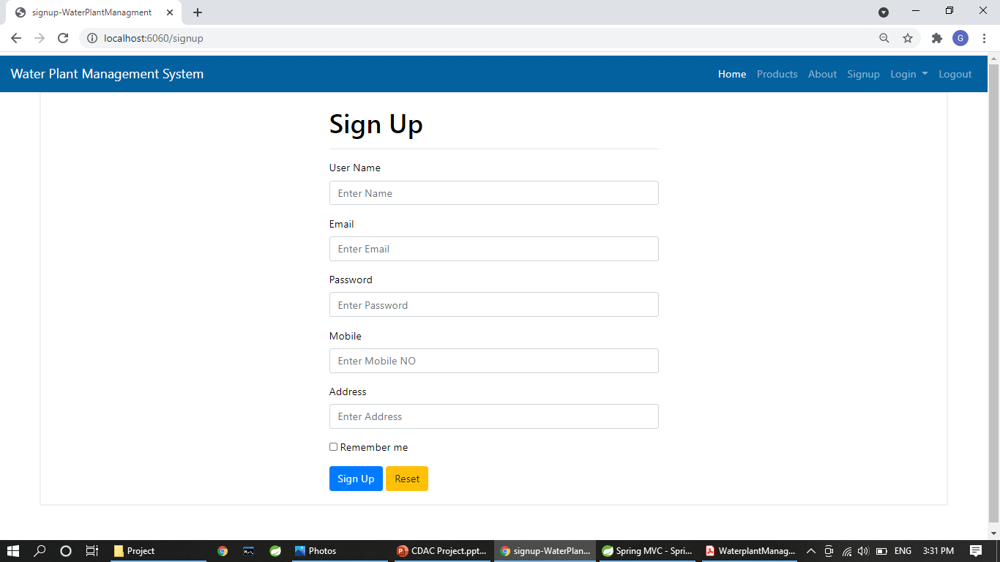 signup-WaterPlantManagment
localhost:6060/signup
G
Water Plant Management System
Home Products About Signup Login Logout
Sign Up
User Name
Enter Name
Email
Enter Email
Password
Enter Password
Mobile
Enter Mobile NO
Address
Enter Address
Remember me
Sign Up Reset
Project Photos CDAC Project.ppt... signup-WaterPlan... Spring MVC - Spri... WaterplantManag... ENG 3:31 PM